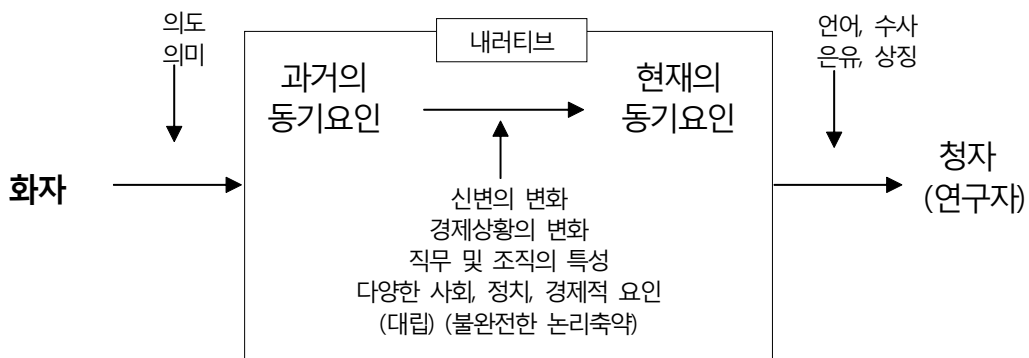 의도
의미
내러티브
언어, 수사
은유, 상징
과거의
동기요인
현재의
동기요인
화자
청자
(연구자)
신변의 변화
경제상황의 변화
직무 및 조직의 특성
다양한 사회, 정치, 경제적 요인
(대립) (불완전한 논리축약)